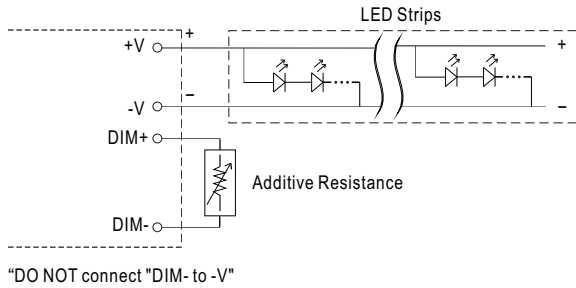 LED Strips
+V + +
-V – –
DIM+
Additive Resistance
DIM-
“DO NOT connect "DIM- to -V"